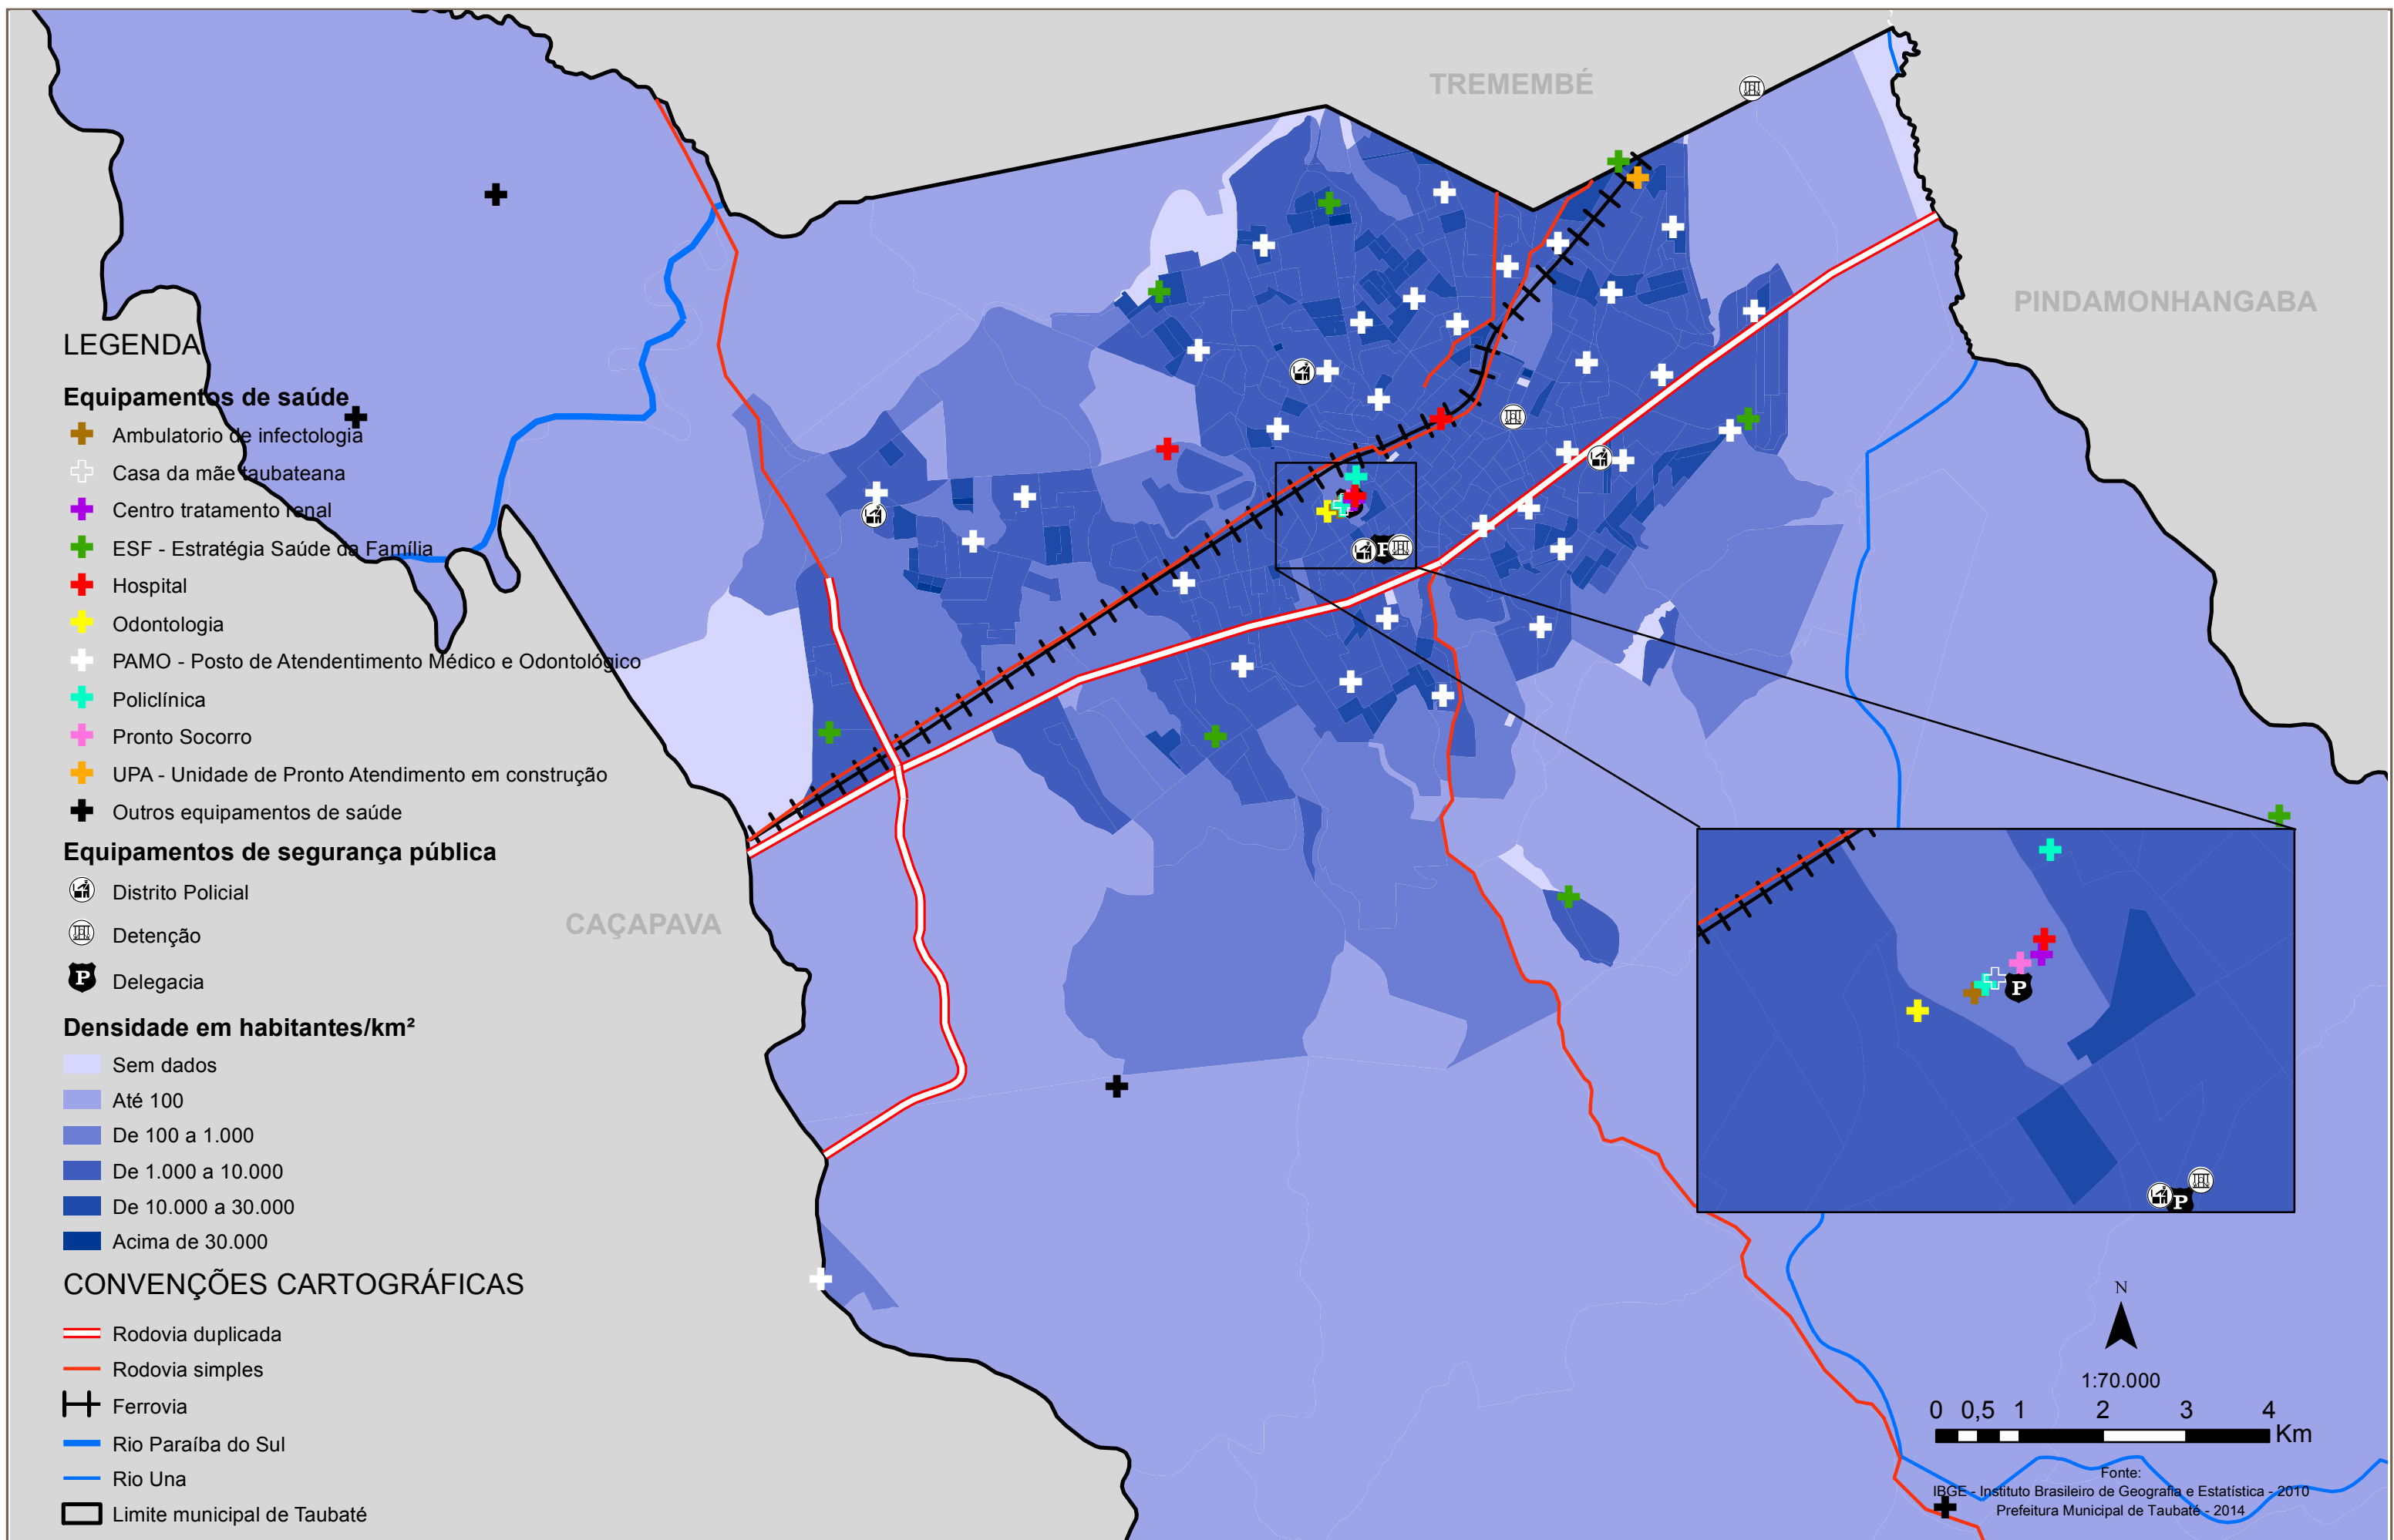 TREMEMBÉ
PINDAMONHANGABA
CAÇAPAVA
LEGENDA
Equipamentos de saúde
Ambulatorio de infectologia
Casa da mãe taubateana
Centro tratamento renal
ESF - Estratégia Saúde da Família
Hospital
Odontologia
PAMO - Posto de Atendentimento Médico e Odontológico
Policlínica
Pronto Socorro
UPA - Unidade de Pronto Atendimento em construção
Outros equipamentos de saúde
Equipamentos de segurança pública
Distrito Policial
Detenção
P
Delegacia
Densidade em habitantes/km²
Sem dados
Até 100
De 100 a 1.000
De 1.000 a 10.000
De 10.000 a 30.000
Acima de 30.000
CONVENÇÕES CARTOGRÁFICAS
Rodovia duplicada
Rodovia simples
Ferrovia
Rio Paraíba do Sul
Rio Una
Limite municipal de Taubaté
P
P
P
N
1:70.000
0 0,5 1 2 3 4
Km
Fonte:
IBGE - Instituto Brasileiro de Geografia e Estatística - 2010
Prefeitura Municipal de Taubaté - 2014